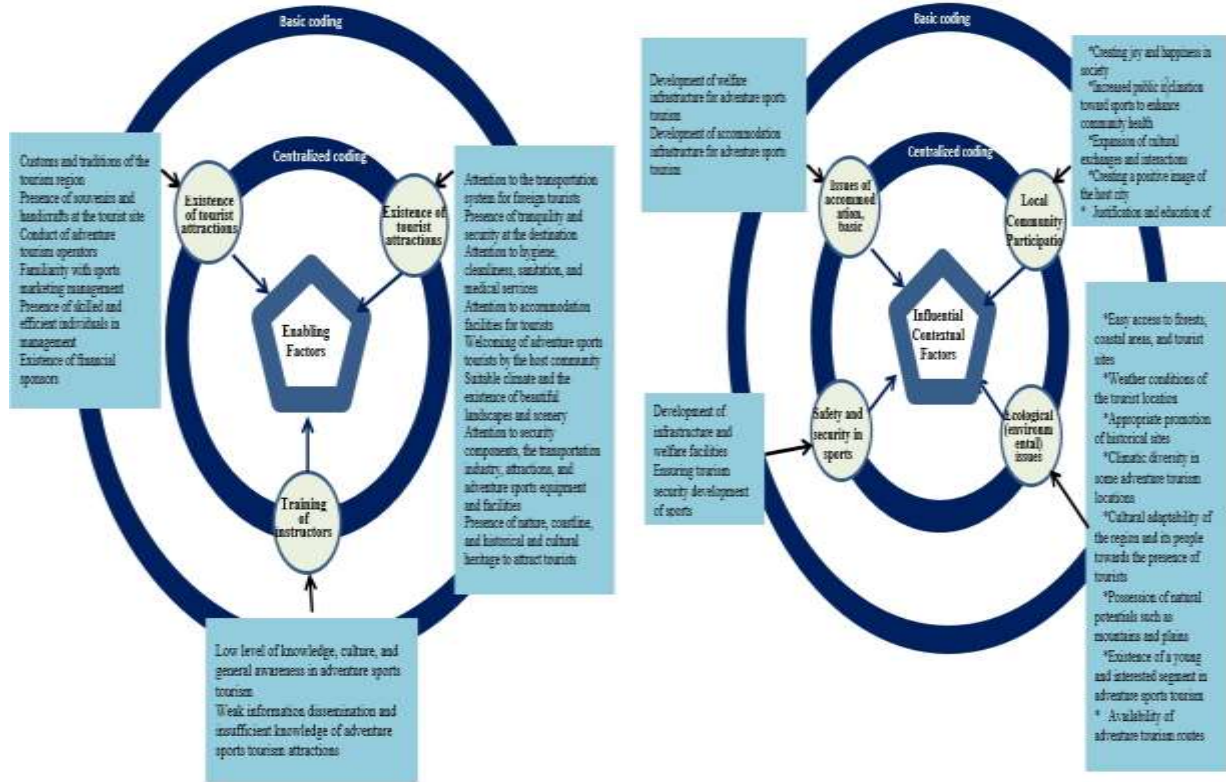 Basic coding
Centralized coding
Customs and traditions of the
tourism region
Presence of souvenirs and
handicrafts at the tourist site
Conduct of adventure
tourism operators
Familiarity with sports
marketing management
Presence of skilled and
efficient individuals in
management
Existence of financial
sponsors
Existence
of tourist
attractions
Existence of
tourist
attractions
Enabling
Factors
Training
of
instructors
Attention to the transportation
system for foreign tourists
Presence of tranquility and
security at the destination
Attention to hygiene,
cleanliness, sanitation, and
medical services
Attention to accommodation
facilities for tourists
Welcoming of adventure sports
tourists by the host community
Suitable climate and the
existence of beautiful
landscapes and scenery
Attention to security
components, the transportation
industry, attractions, and
adventure sports equipment
and facilities
Presence of nature, coastline,
and historical and cultural
heritage to attract tourists
Low level of knowledge, culture, and
general awareness in adventure sports
tourism
Weak information dissemination and
insufficient knowledge of adventure
sports tourism attractions
Basic coding
Centralized coding
Development of welfare
infrastructure for adventure sports
tourism
Development of accommodation
infrastructure for adventure sports
tourism
Issues of
accommod
ation,
basic
Local
Community
Participatio
*Creating joy and happiness in
society
*Increased public inclination
toward sports to enhance
community health
*Expansion of cultural
exchanges and interactions
*Creating a positive image of
the host city
* Justification and education of
Influential
Contextual
Factors
Safety and
security in
sports
Ecological
(environm
ental)
issues
Development of
infrastructure and
welfare facilities
Ensuring tourism
security development
of sports
*Easy access to forests,
coastal areas, and tourist
sites
*Weather conditions of
the tourist location
*Appropriate promotion
of historical sites
*Climatic diversity in
some adventure tourism
locations
*Cultural adaptability of
the region and its people
towards the presence of
tourists
*Possession of natural
potentials such as
mountains and plains
*Existence of a young
and interested segment in
adventure sports tourism
* Availability of
adventure tourism routes